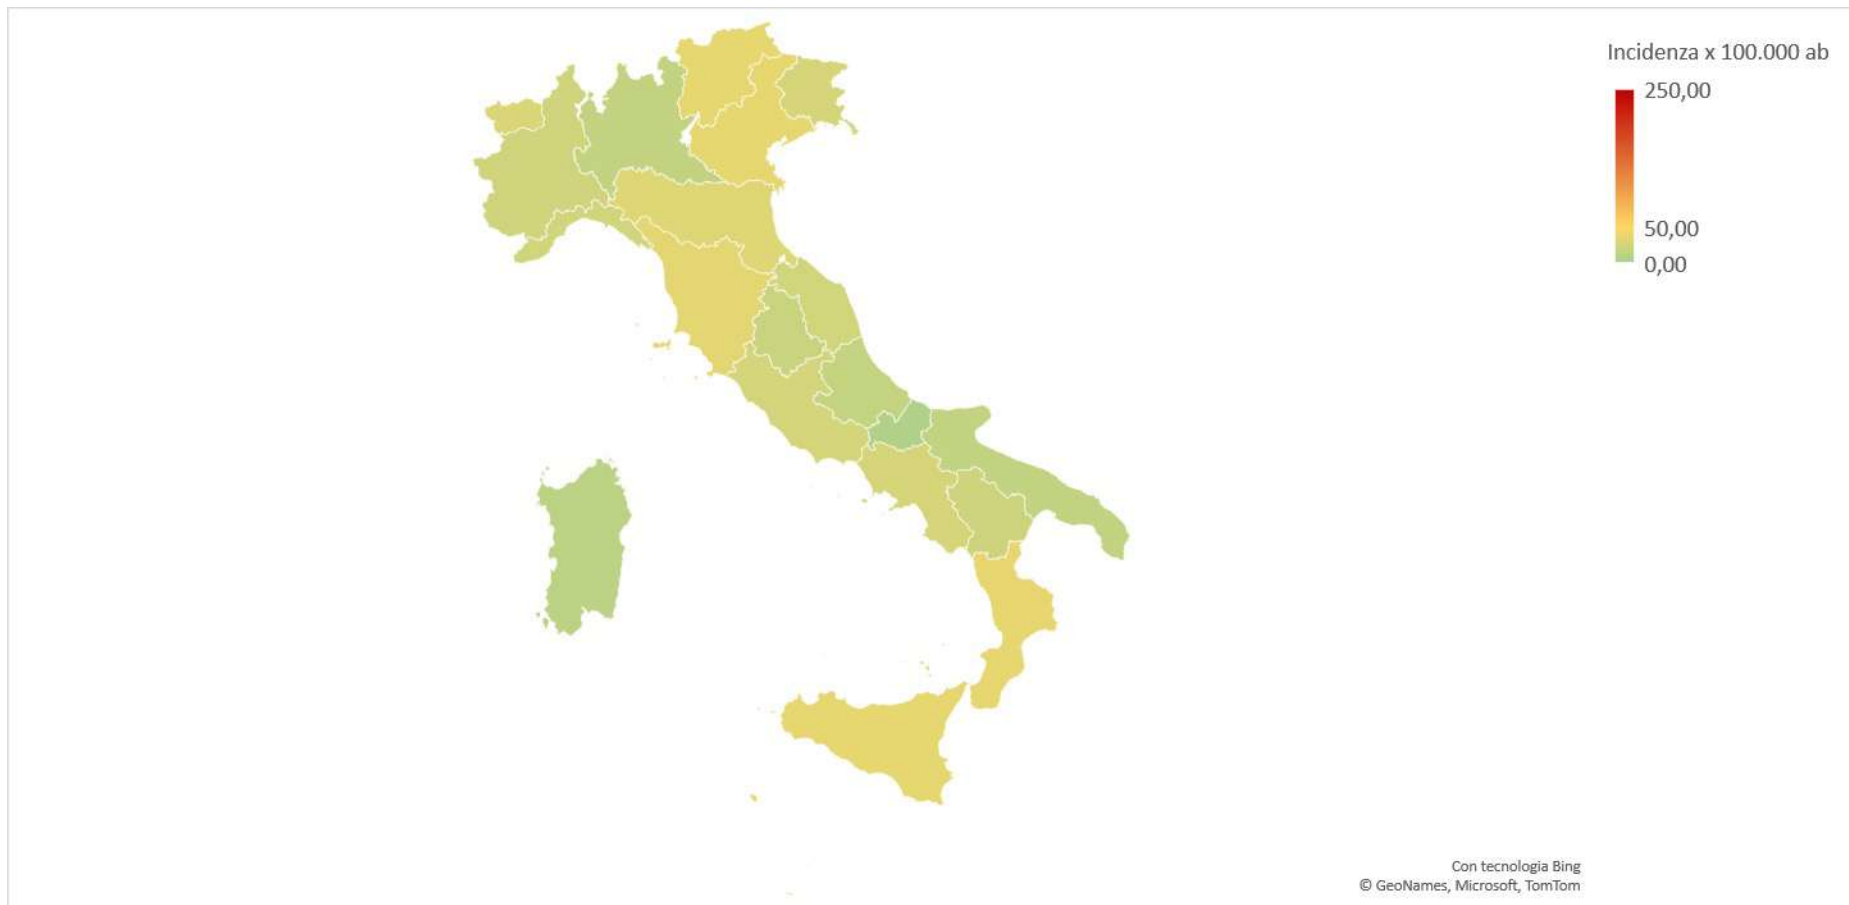 Incidenza x 100.000 ab
250,00
50,00
0,00
Con tecnologia Bing
© GeoNames, Microsoft, TomTom